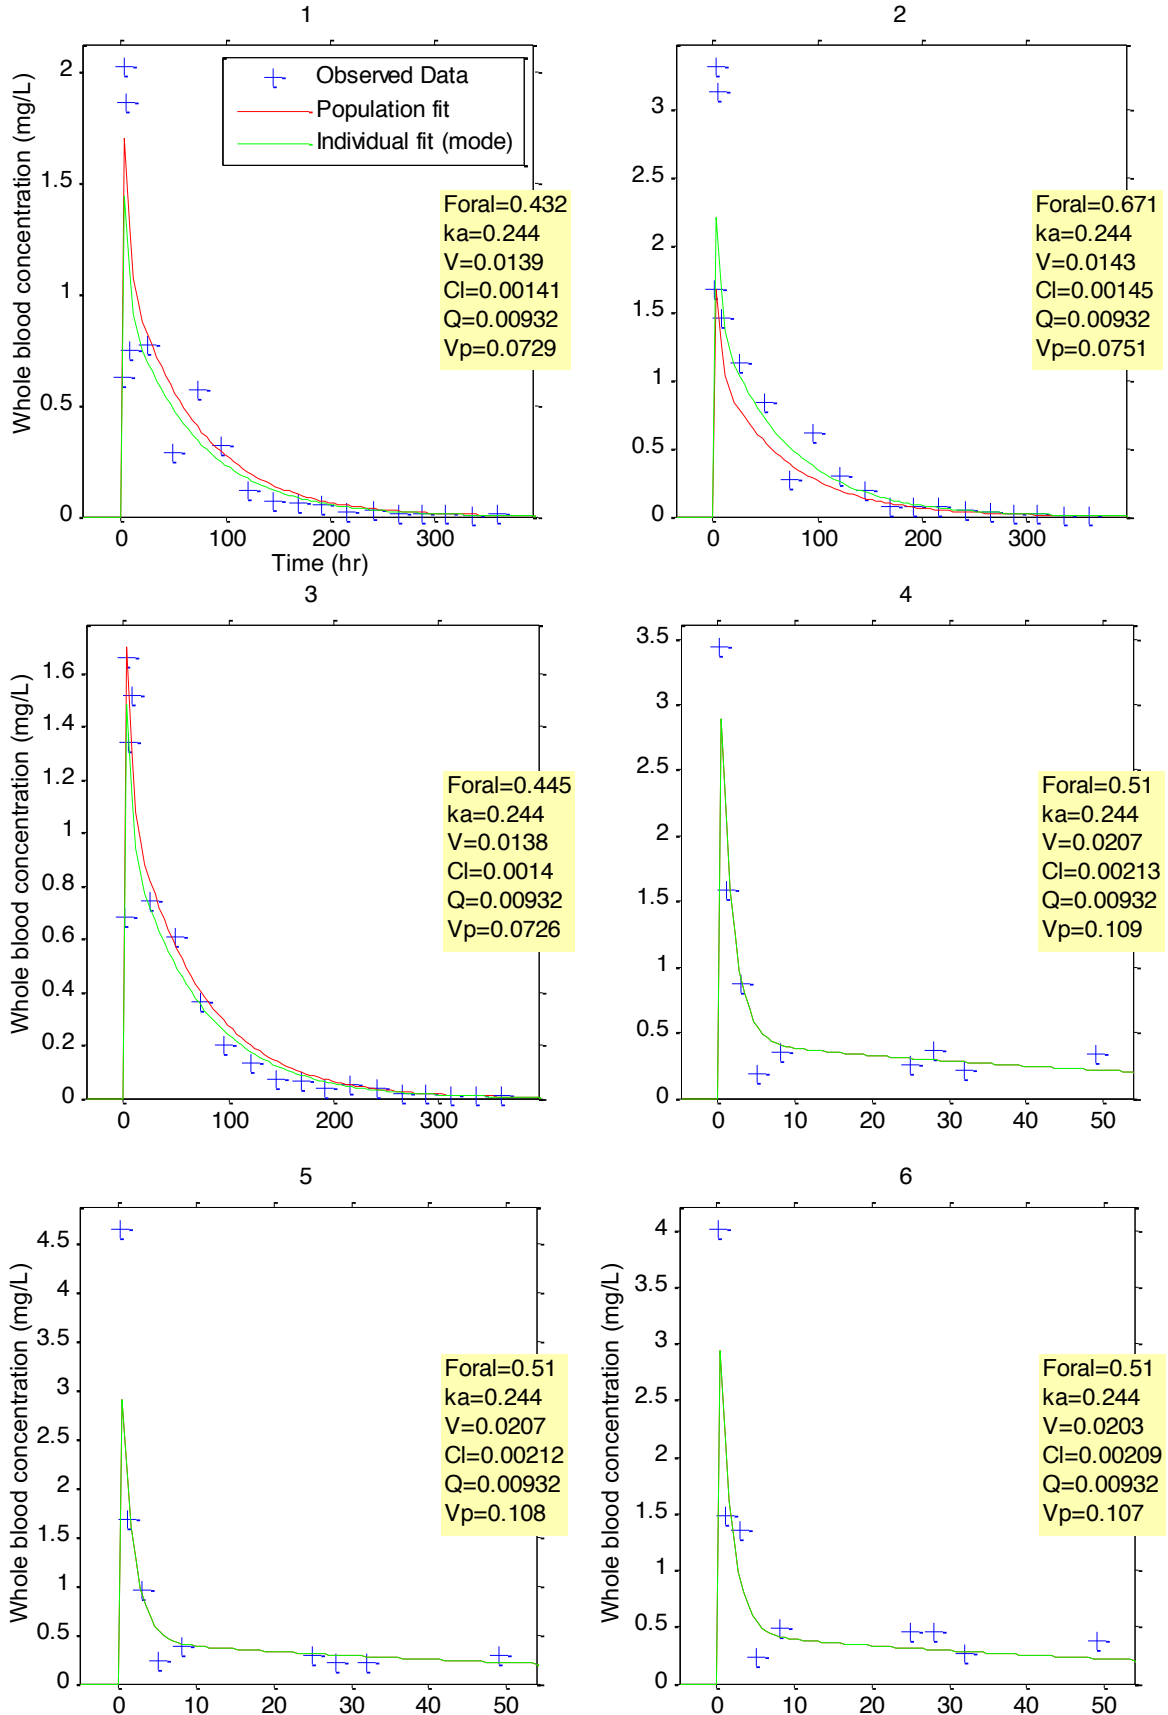 1
Whole blood concentration (mg/L)
2
1.5
1
0.5
0
0
100
200
300
Time (hr)
Observed Data
Population fit
Individual fit (mode)
Foral=0.432
ka=0.244
V=0.0139
Cl=0.00141
Q=0.00932
Vp=0.0729
2
3
2.5
2
1.5
1
0.5
0
0
100
200
300
Foral=0.671
ka=0.244
V=0.0143
Cl=0.00145
Q=0.00932
Vp=0.0751
3
Whole blood concentration (mg/L)
1.6
1.4
1.2
1
0.8
0.6
0.4
0.2
0
0
100
200
300
Foral=0.445
ka=0.244
V=0.0138
Cl=0.0014
Q=0.00932
Vp=0.0726
4
3.5
3
2.5
2
1.5
1
0.5
0
0
10
20
30
40
50
Foral=0.51
ka=0.244
V=0.0207
Cl=0.00213
Q=0.00932
Vp=0.109
5
Whole blood concentration (mg/L)
4.5
4
3.5
3
2.5
2
1.5
1
0.5
0
0
10
20
30
40
50
Foral=0.51
ka=0.244
V=0.0207
Cl=0.00212
Q=0.00932
Vp=0.108
6
Whole blood concentration (mg/L)
4
3.5
3
2.5
2
1.5
1
0.5
0
0
10
20
30
40
50
Foral=0.51
ka=0.244
V=0.0203
Cl=0.00209
Q=0.00932
Vp=0.107